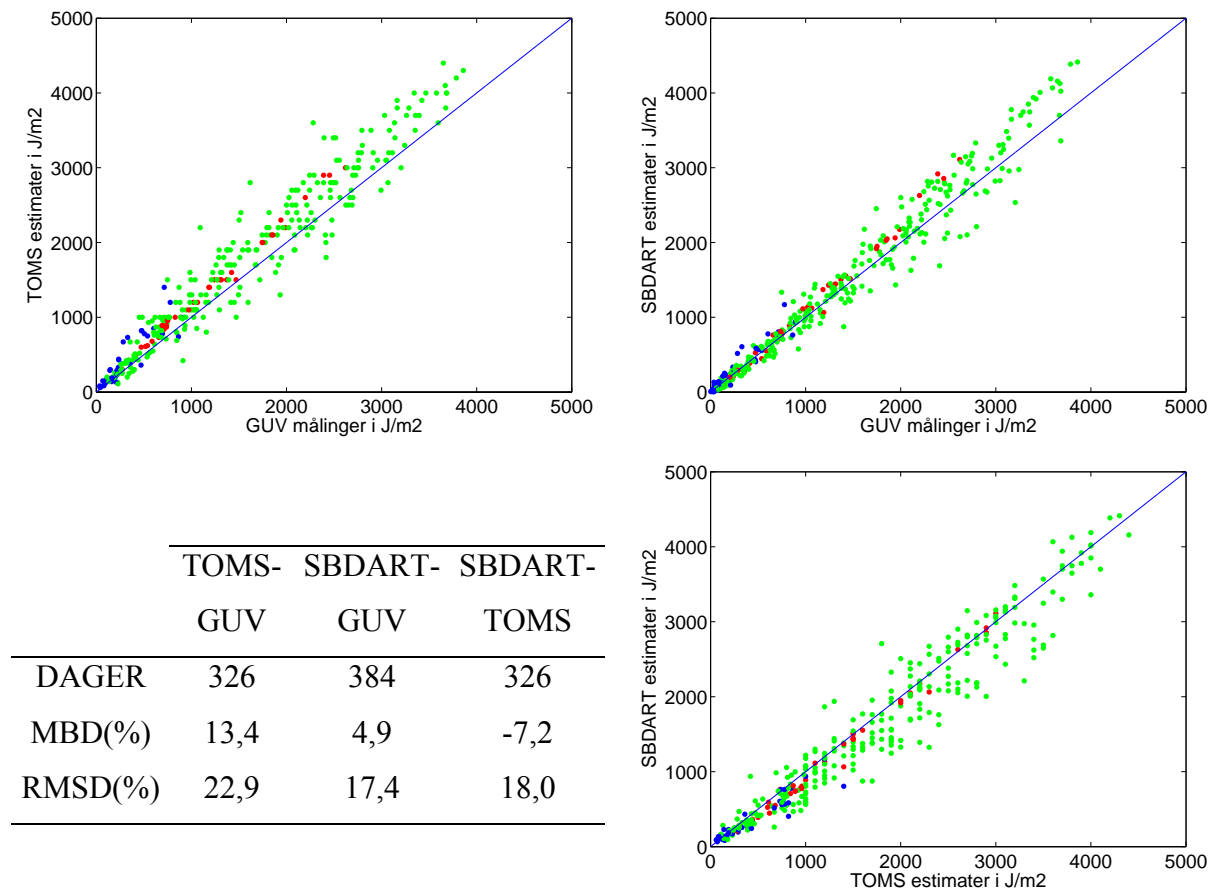 5000
4000
3000
2000
1000
0
TOMS estimater i J/m2
0 1000 2000 3000 4000 5000
GUV målinger i J/m2
5000
4000
3000
2000
1000
0
SBDART estimater i J/m2
0 1000 2000 3000 4000 5000
GUV målinger i J/m2
TOMS- SBDART- SBDART-
GUV GUV TOMS
DAGER 326 384 326
MBD(%) 13,4 4,9 -7,2
RMSD(%) 22,9 17,4 18,0
5000
4000
3000
2000
1000
0
SBDART estimater i J/m2
0 1000 2000 3000 4000 5000
TOMS estimater i J/m2